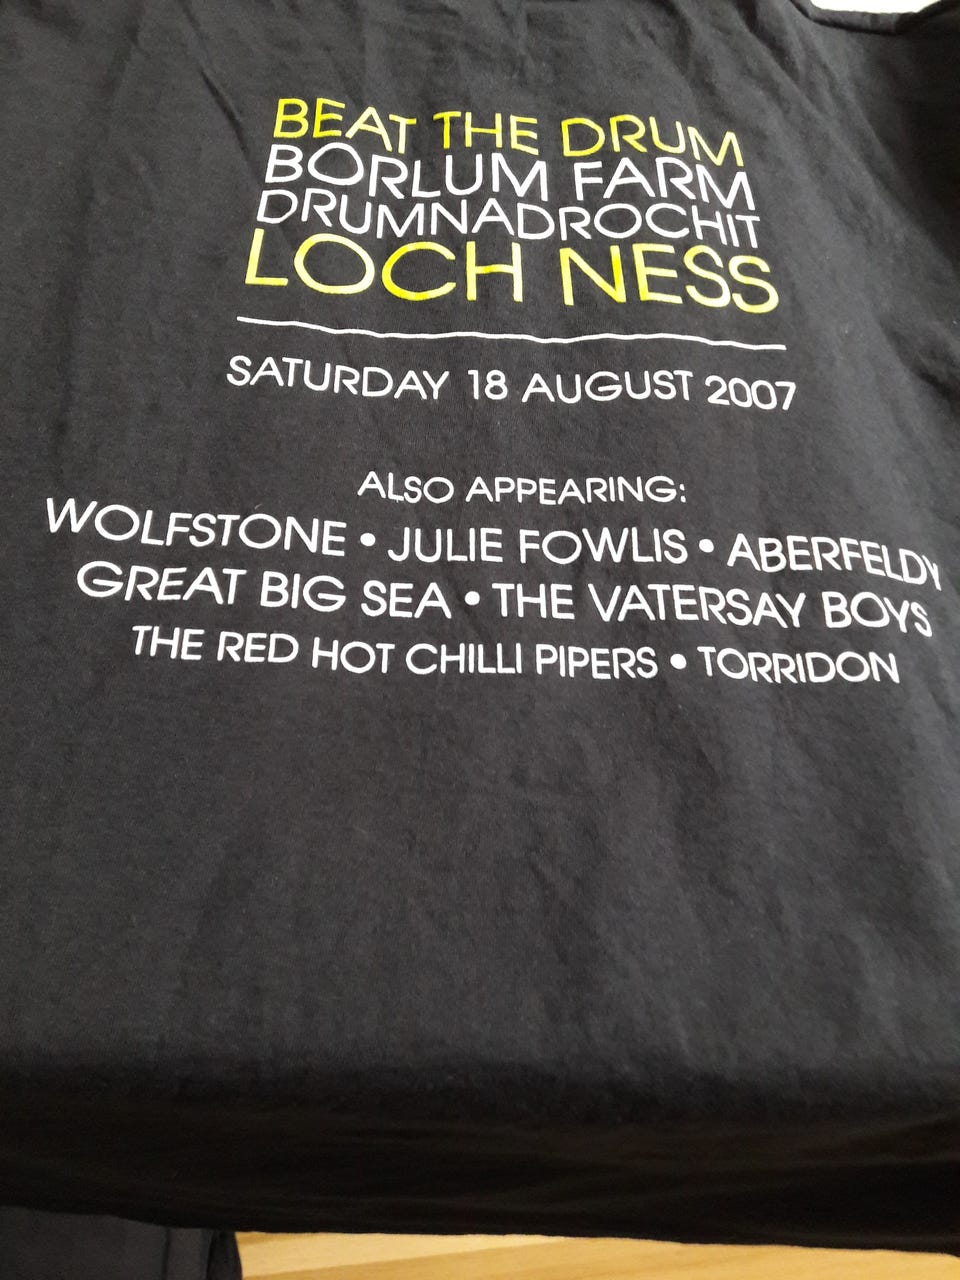 BEAT THE DRUM
BORLUM FARM
DRUMNADROCHIT
LOCH NESS
SATURDAY 18 AUGUST 2007
ALSO APPEARING:
WOLFSTONE • JULIE FOWLIS • ABERFELDY
GREAT BIG SEA • THE VATERSAY BOYS
THE RED HOT CHILLI PIPERS • TORRIDON